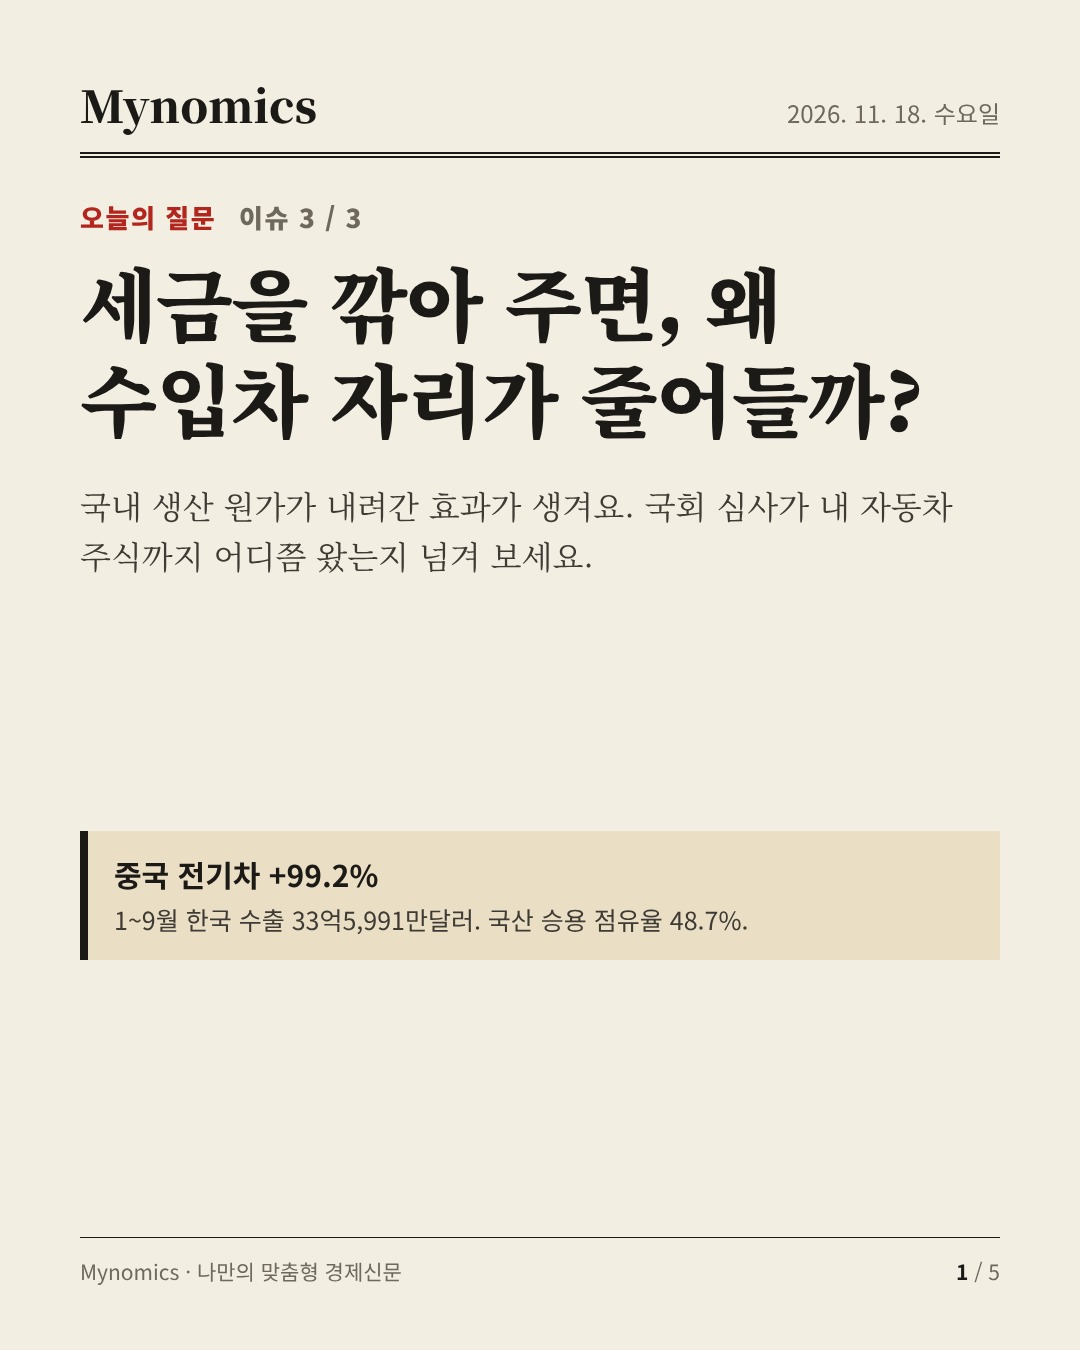 Mynomics
2026. 11. 18. 수요일
오늘의 질문 이슈 3 / 3
세금을 깎아 주면, 왜
수입차 자리가 줄어들까?
국내 생산 원가가 내려간 효과가 생겨요. 국회 심사가 내 자동차
주식까지 어디쯤 왔는지 넘겨 보세요.
중국 전기차 +99.2%
1~9월 한국 수출 33억5,991만달러. 국산 승용 점유율 48.7%.
Mynomics · 나만의 맞춤형 경제신문
1 / 5